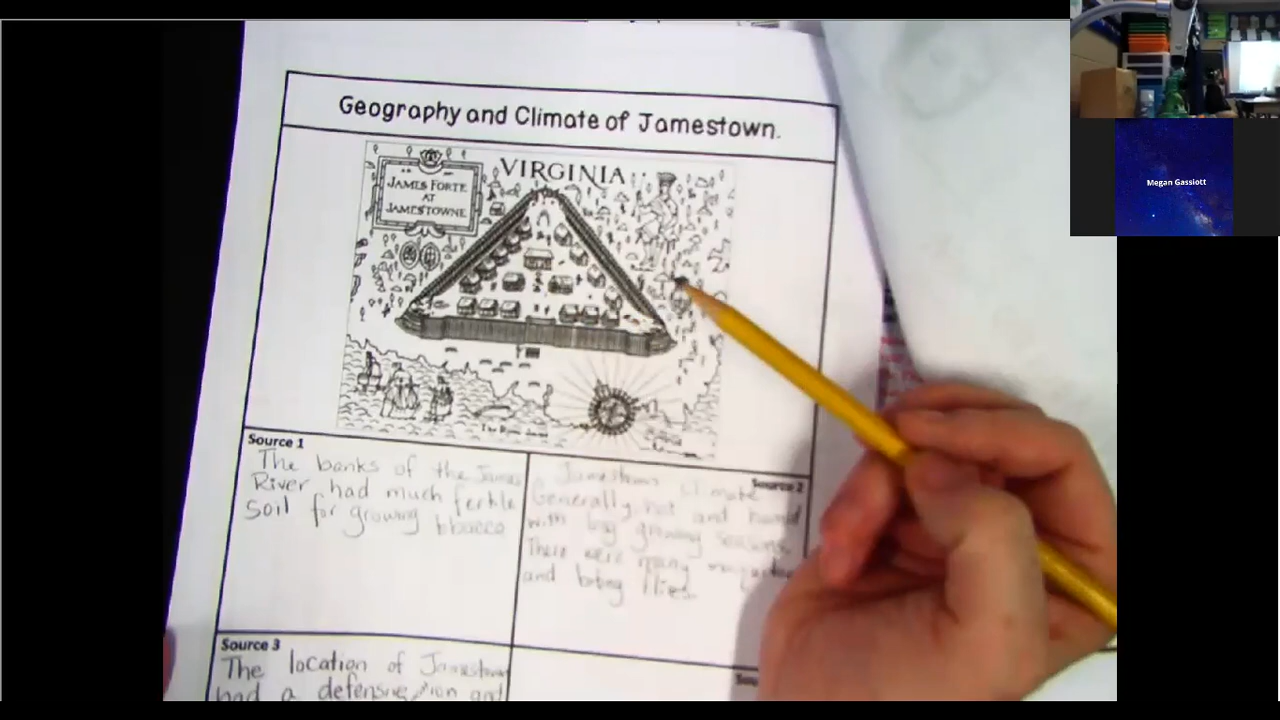 Geography and Climate of Jamestown.
JAMES FORTE
AT
JAMESTOWNE
VIRGINIA
Source 1
The banks of the James
River had much fertile
soil for growing tobacco
Source 2
Jamestown climate
Generally hot and humid
with long growing seasons.
There were many
and biting flies
Source 3
The location of Jamestown
had a defensive and
Megan Gassiott